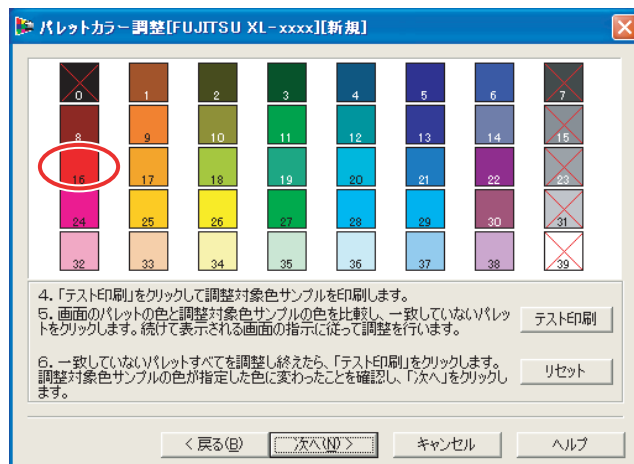 パレットカラー調整[FUJITSU XL-xxxx][新規]
0 1 2 3 4 5 6 7
8 9 10 11 12 13 14 15
16 17 18 19 20 21 22 23
24 25 26 27 28 29 30 31
32 33 34 35 36 37 38 39
4.「テスト印刷」をクリックして調整対象色サンプルを印刷します。
5. 画面のパレットの色と調整対象色サンプルの色を比較し、一致していないパレッ
トをクリックします。続けて表示される画面の指示に従って調整を行います。
テスト印刷
6. 一致していないパレットすべてを調整し終えたら、「テスト印刷」をクリックします。
調整対象色サンプルの色が指定した色に変わったことを確認し、「次へ」をクリックし
ます。
リセット
< 戻る(B) 次へ(N) > キャンセル ヘルプ